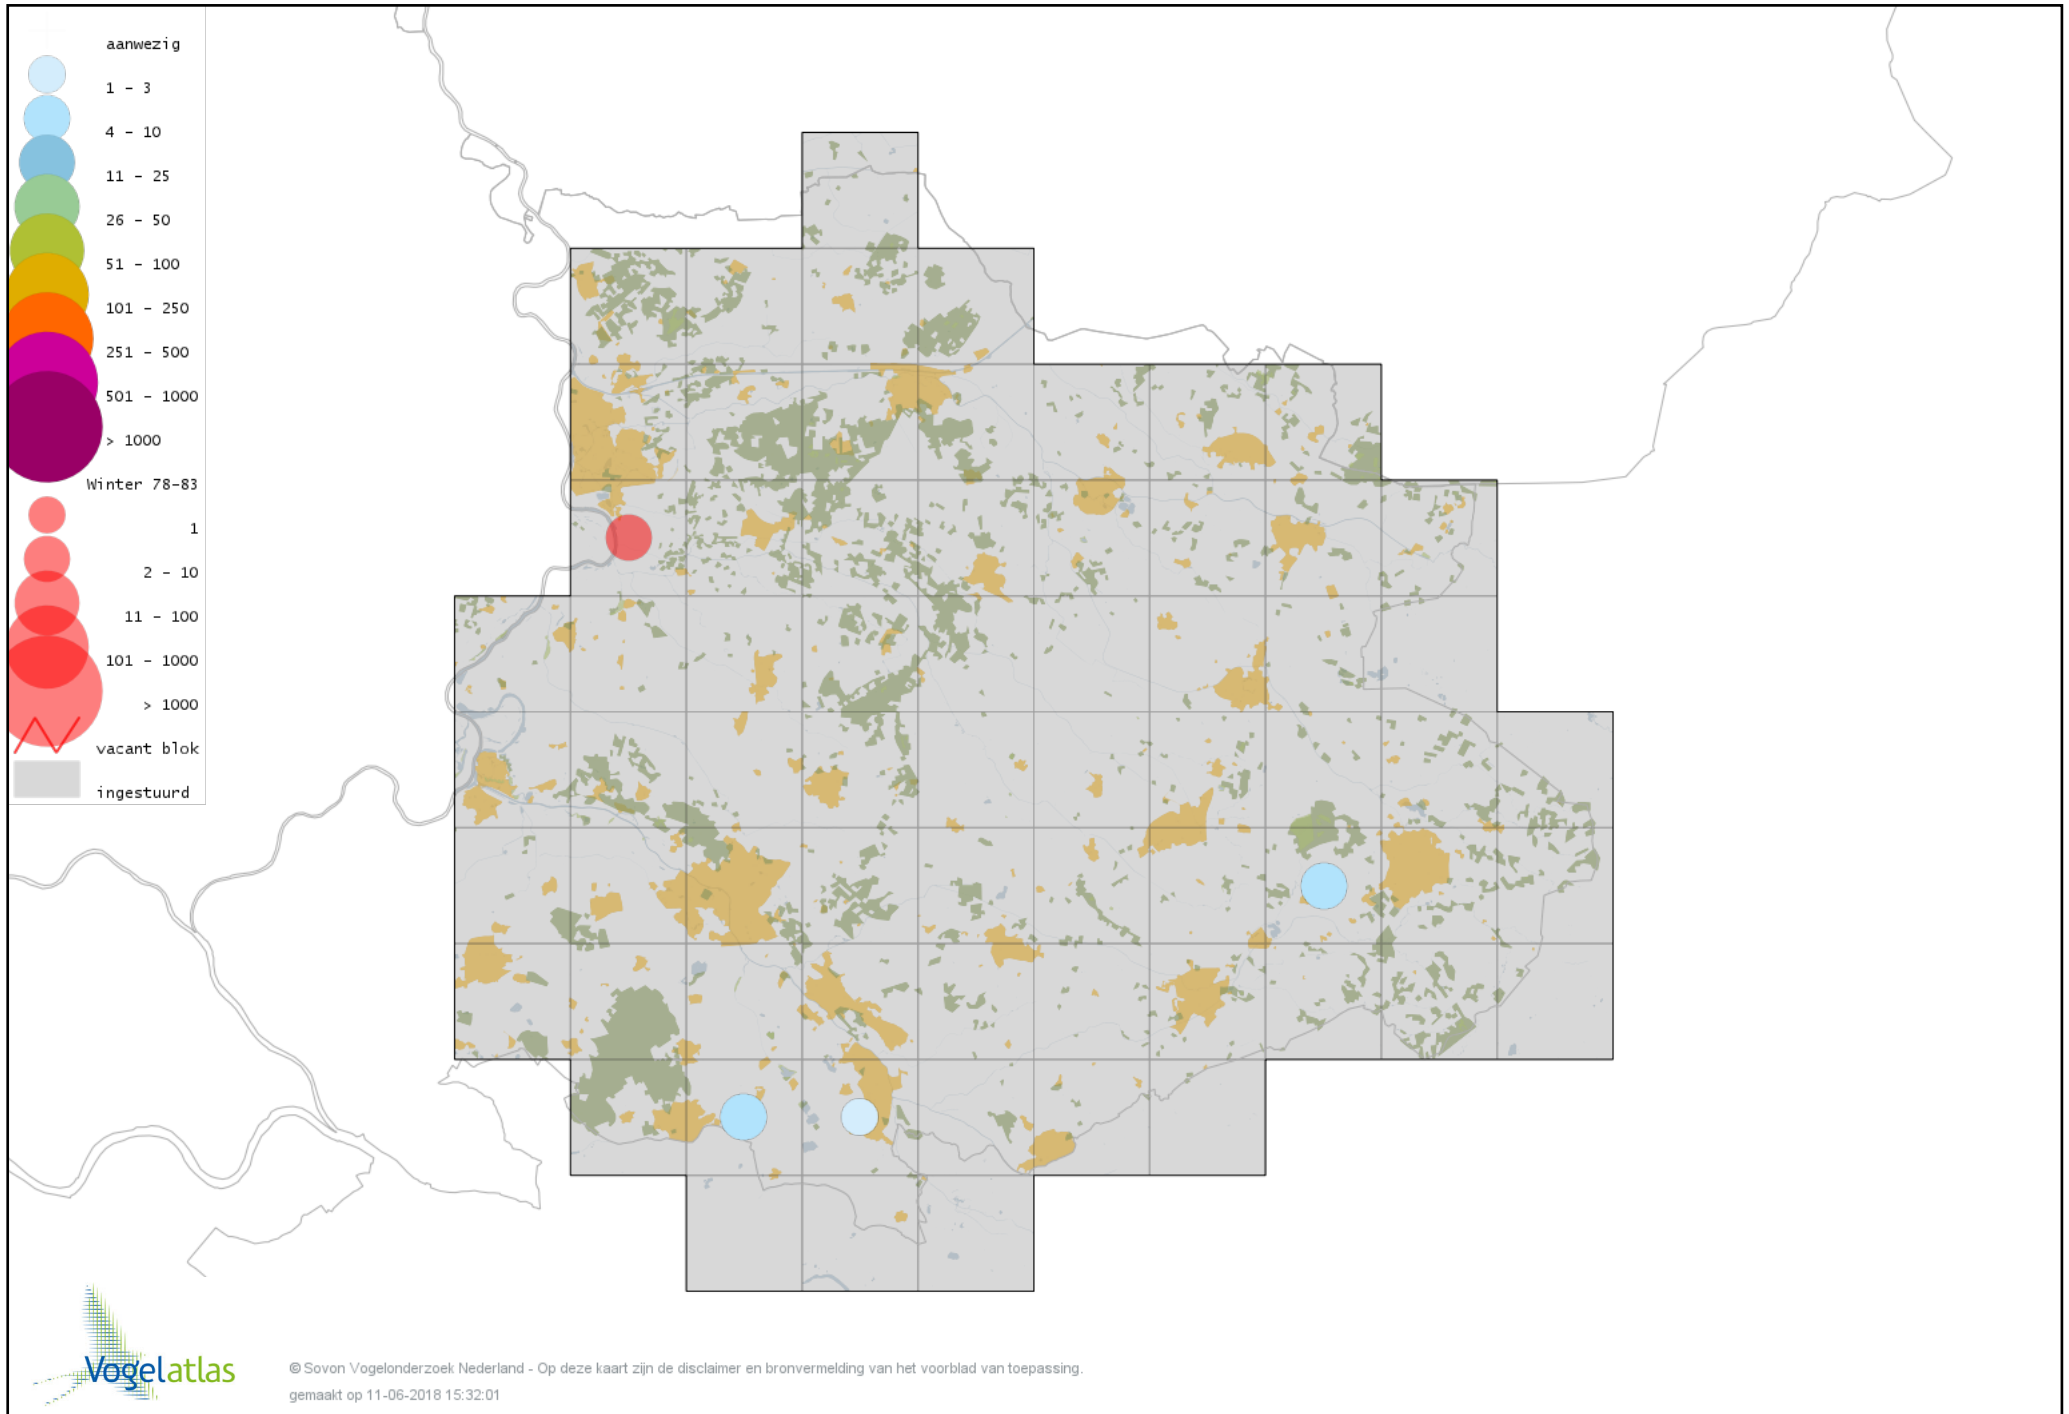 aanwezig
1 - 3
4 - 10
11 - 25
26 - 50
51 - 100
101 - 250
251 - 500
501 - 1000
> 1000
Winter 78-83
1
2 - 10
11 - 100
101 - 1000
> 1000
vacant blok
ingestuurd
Vogelatlas
© Sovon Vogelonderzoek Nederland - Op deze kaart zijn de disclaimer en bronvermelding van het voorblad van toepassing.
gemaakt op 11-06-2018 15:32:01